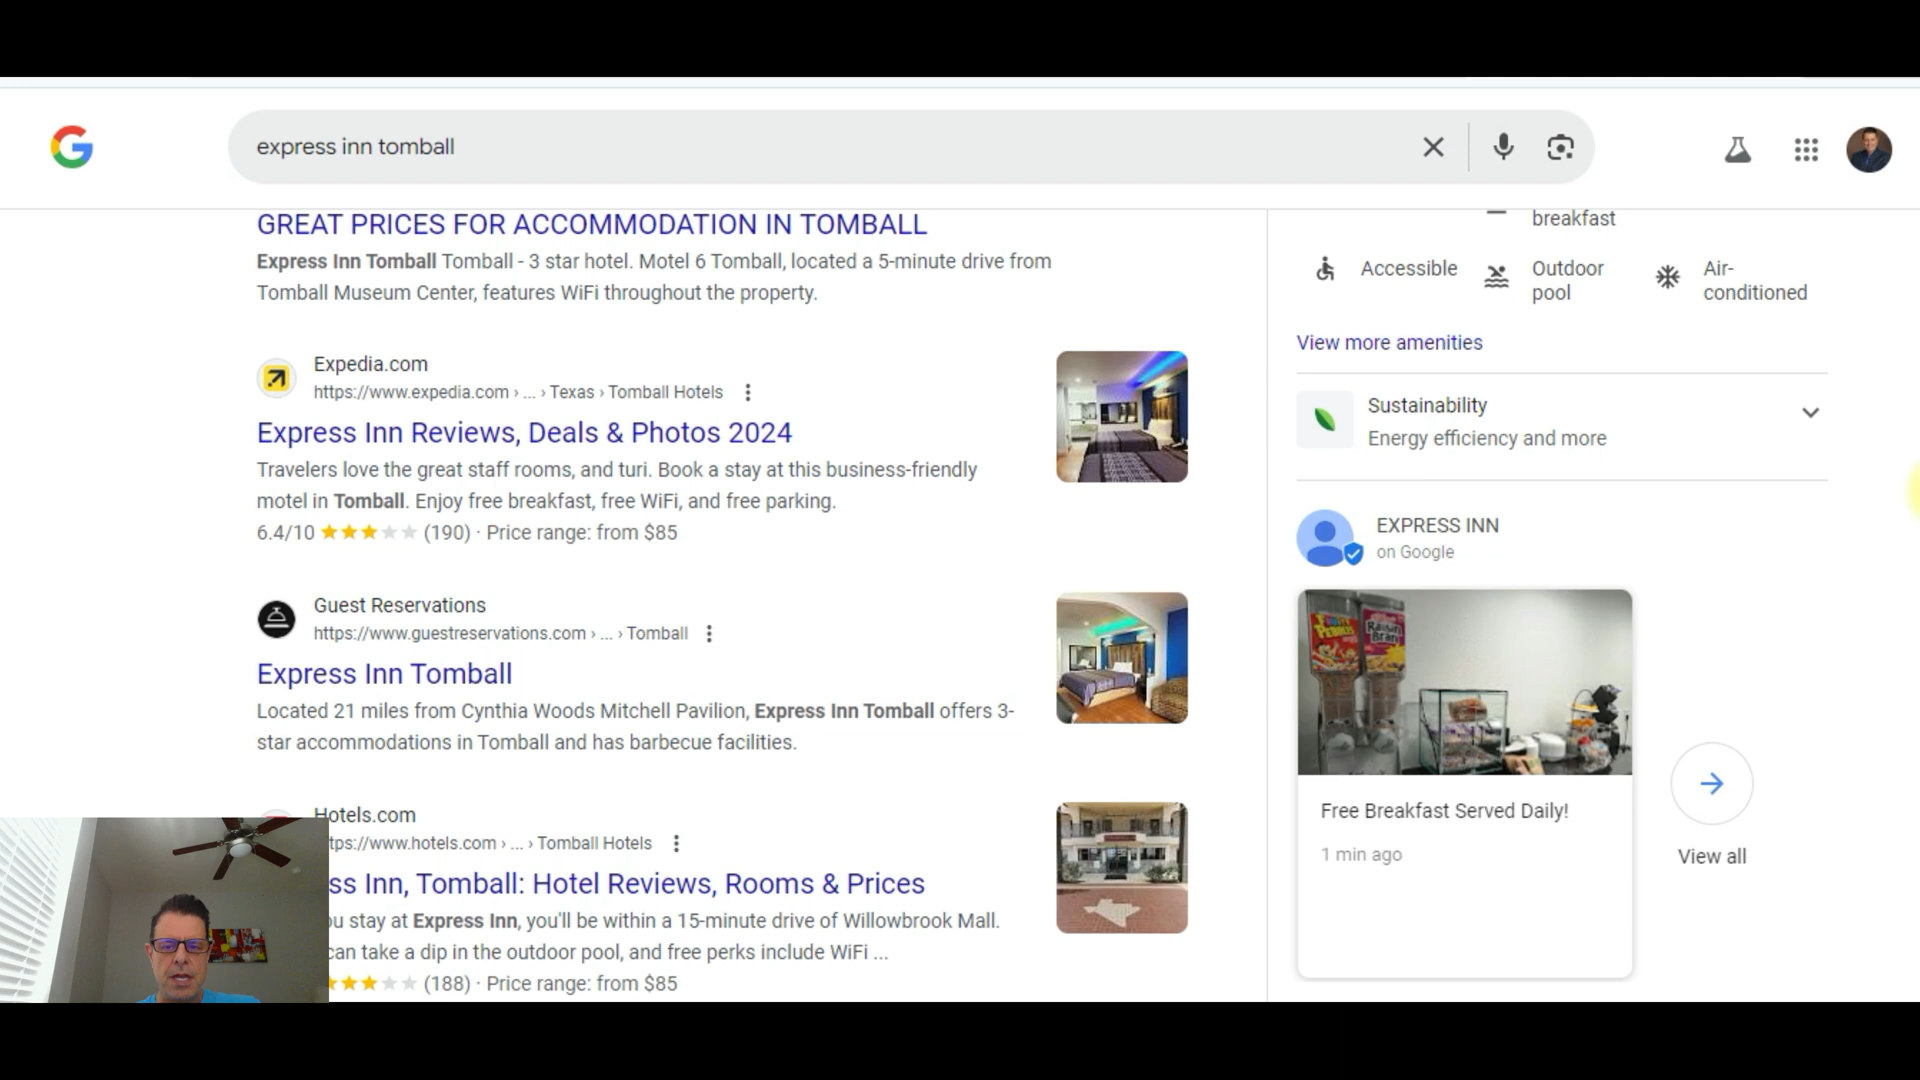 express inn tomball
GREAT PRICES FOR ACCOMMODATION IN TOMBALL
Express Inn Tomball Tomball - 3 star hotel. Motel 6 Tomball, located a 5-minute drive from
Tomball Museum Center, features WiFi throughout the property.
Expedia.com
https://www.expedia.com › ... › Texas › Tomball Hotels
Express Inn Reviews, Deals & Photos 2024
Travelers love the great staff rooms, and turi. Book a stay at this business-friendly
motel in Tomball. Enjoy free breakfast, free WiFi, and free parking.
6.4/10 (190) · Price range: from $85
Guest Reservations
https://www.guestreservations.com › ... › Tomball
Express Inn Tomball
Located 21 miles from Cynthia Woods Mitchell Pavilion, Express Inn Tomball offers 3-
star accommodations in Tomball and has barbecue facilities.
Hotels.com
tps://www.hotels.com › ... › Tomball Hotels
ss Inn, Tomball: Hotel Reviews, Rooms & Prices
ou stay at Express Inn, you'll be within a 15-minute drive of Willowbrook Mall.
can take a dip in the outdoor pool, and free perks include WiFi ...
(188) · Price range: from $85
breakfast
Accessible
Outdoor
pool
Air-
conditioned
View more amenities
Sustainability
Energy efficiency and more
EXPRESS INN
on Google
Raisin
Bran
PEBBLES
Free Breakfast Served Daily!
1 min ago
View all